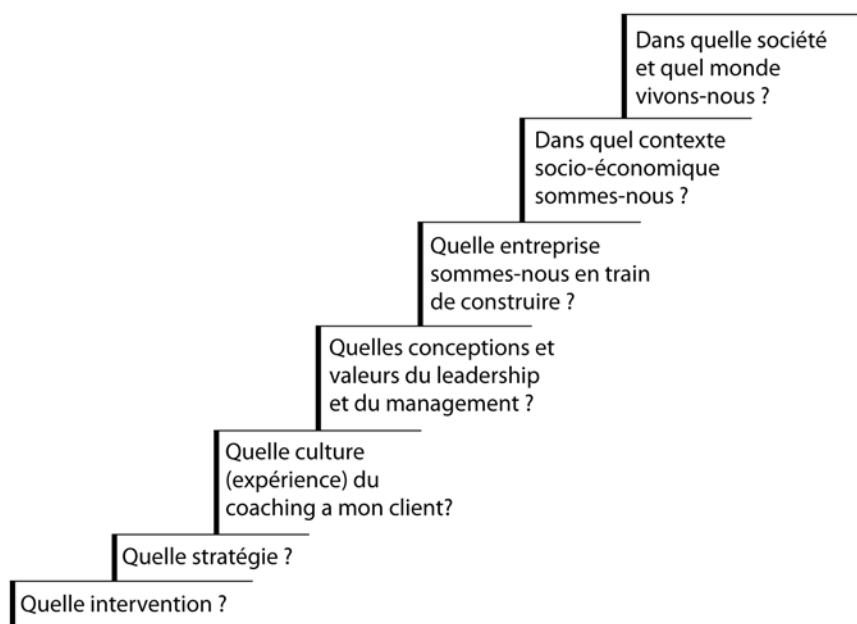 Dans quelle société
et quel monde
vivons-nous ?
Dans quel contexte
socio-économique
sommes-nous ?
Quelle entreprise
sommes-nous en train
de construire ?
Quelles conceptions et
valeurs du leadership
et du management ?
Quelle culture
(expérience) du
coaching a mon client?
Quelle stratégie ?
Quelle intervention ?